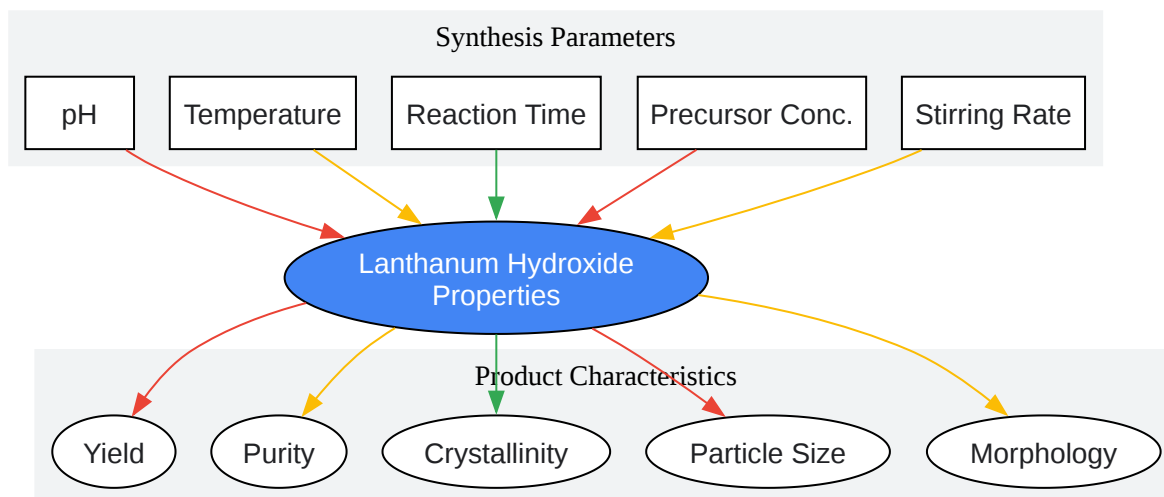 Synthesis Parameters
pH
Temperature
Reaction Time
Precursor Conc.
Stirring Rate
Lanthanum Hydroxide
Properties
Product Characteristics
Yield
Purity
Crystallinity
Particle Size
Morphology